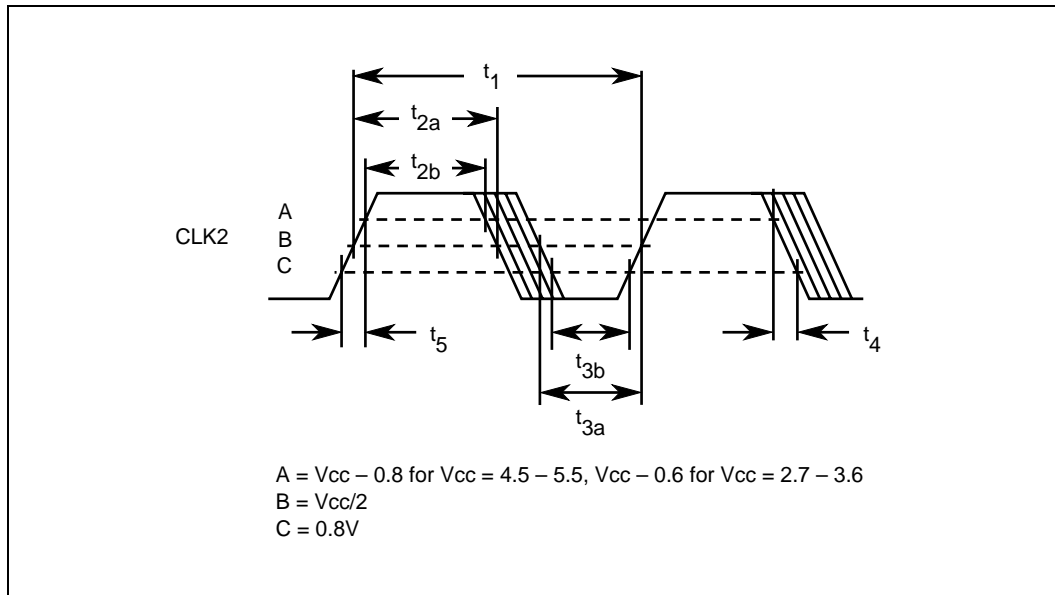 t1
t2a
t2b
A
CLK2
B
C
t5
t4
t3b
t3a
A = Vcc – 0.8 for Vcc = 4.5 – 5.5, Vcc – 0.6 for Vcc = 2.7 – 3.6
B = Vcc/2
C = 0.8V